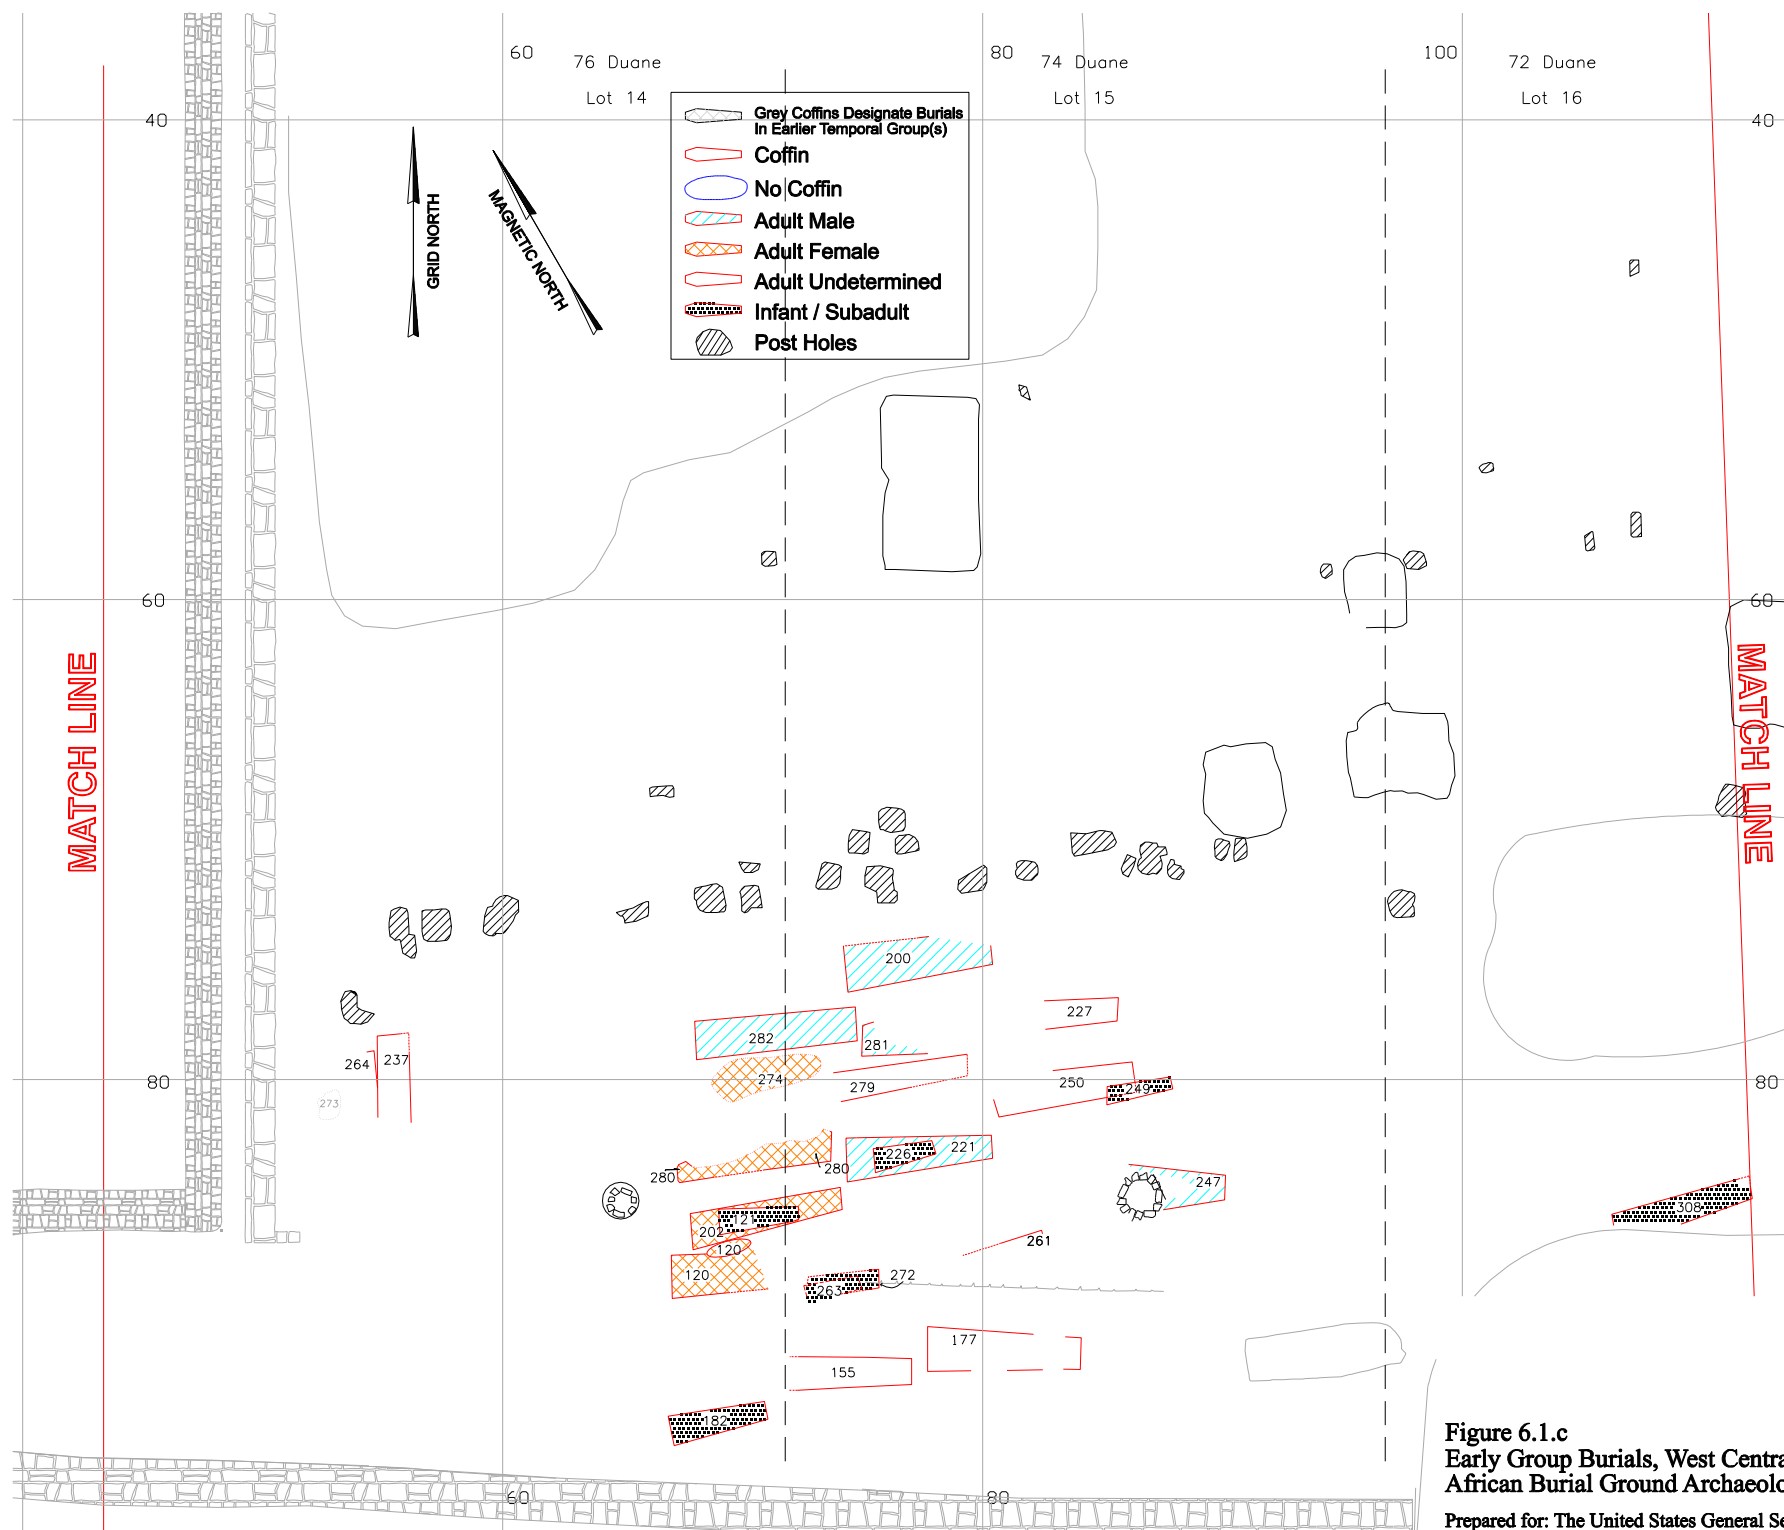 60
76 Duane
Lot 14
80
74 Duane
Lot 15
100
72 Duane
Lot 16
40
40
Grey Coffins Designate Burials
In Earlier Temporal Group(s)
Coffin
No Coffin
Adult Male
Adult Female
Adult Undetermined
Infant / Subadult
Post Holes
GRID NORTH
MAGNETIC NORTH
60
60
MATCH LINE
MATCH LINE
200
227
282
281
264
237
274
279
250
249
80
80
273
226
221
280
280
247
121
202
308
120
261
120
272
263
177
155
182
60
80
Figure 6.1.c
Early Group Burials, West Centra
African Burial Ground Archaeolo
Prepared for: The United States General Se